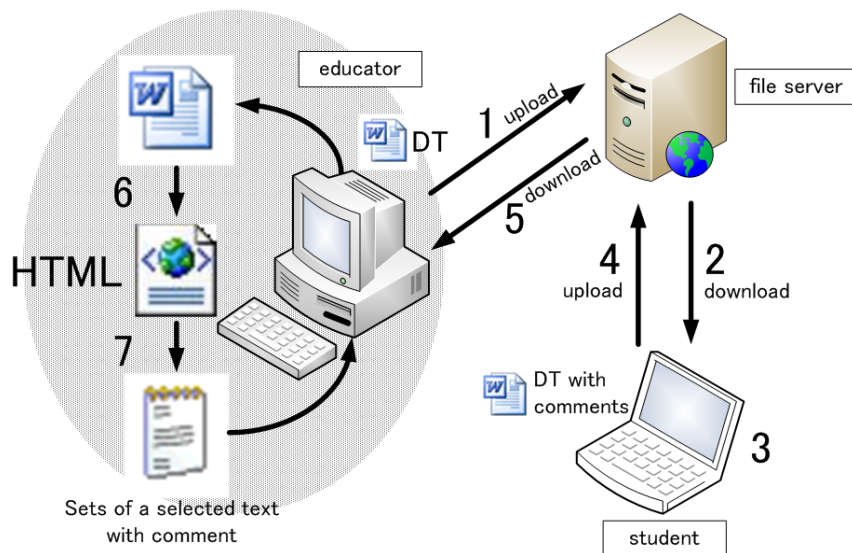 educator
file server
DT
1 upload
5 download
6
HTML
7
4
upload
2
download
DT with
comments
3
Sets of a selected text
with comment
student